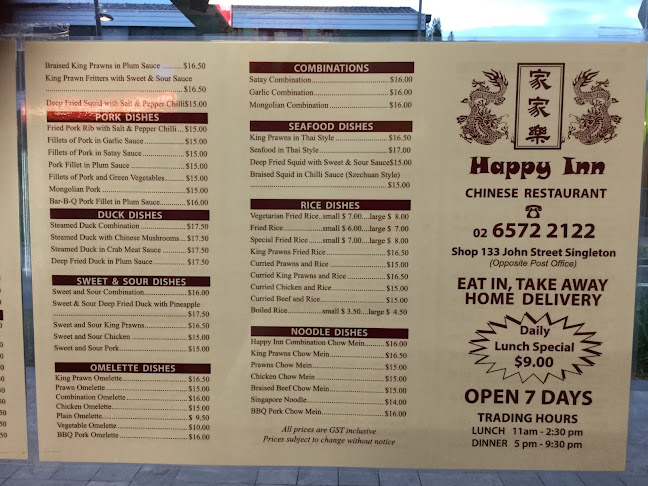 Braised King Prawns in Plum Sauce ..... $16.50
King Prawn Fritters with Sweet & Sour Sauce
..... $16.50
Deep Fried Squid with Salt & Pepper Chilli $15.00
PORK DISHES
Fried Pork Rib with Salt & Pepper Chilli ... $15.00
Fillets of Pork in Garlic Sauce ..... $15.00
Fillets of Pork in Satay Sauce ..... $15.00
Pork Fillet in Plum Sauce ..... $15.00
Fillets of Pork and Green Vegetables ..... $15.00
Mongolian Pork ..... $15.00
Bar-B-Q Pork Fillet in Plum Sauce ..... $16.00
DUCK DISHES
Steamed Duck Combination ..... $17.50
Steamed Duck with Chinese Mushrooms ... $17.50
Steamed Duck in Crab Meat Sauce ..... $17.50
Deep Fried Duck in Plum Sauce ..... $17.50
SWEET & SOUR DISHES
Sweet and Sour Combination ..... $16.00
Sweet & Sour Deep Fried Duck with Pineapple
..... $17.50
Sweet and Sour King Prawns ..... $16.50
Sweet and Sour Chicken ..... $15.00
Sweet and Sour Pork ..... $15.00
OMELETTE DISHES
King Prawn Omelette ..... $16.50
Prawn Omelette ..... $15.00
Combination Omelette ..... $16.00
Chicken Omelette ..... $15.00
Plain Omelette ..... $ 9.50
Vegetable Omelette ..... $10.00
BBQ Pork Omelette ..... $16.00
COMBINATIONS
Satay Combination ..... $16.00
Garlic Combination ..... $16.00
Mongolian Combination ..... $16.00
SEAFOOD DISHES
King Prawns in Thai Style ..... $16.50
Seafood in Thai Style ..... $17.00
Deep Fried Squid with Sweet & Sour Sauce $15.00
Braised Squid in Chilli Sauce (Szechuan Style)
..... $15.00
RICE DISHES
Vegetarian Fried Rice..small $ 7.00....large $ 8.00
Fried Rice ..... small $ 6.00....large $ 7.00
Special Fried Rice ....small $ 7.00....large $ 8.00
King Prawns Fried Rice ..... $16.50
Curried Prawns and Rice ..... $15.00
Curried King Prawns and Rice ..... $16.50
Curried Chicken and Rice ..... $15.00
Curried Beef and Rice ..... $15.00
Boiled Rice ..... small $ 3.50....large $ 4.50
NOODLE DISHES
Happy Inn Combination Chow Mein ..... $16.00
King Prawns Chow Mein ..... $16.50
Prawns Chow Mein ..... $15.00
Chicken Chow Mein ..... $15.00
Braised Beef Chow Mein ..... $15.00
Singapore Noodle ..... $14.00
BBQ Pork Chow Mein ..... $16.00
All prices are GST inclusive
Prices subject to change without notice
家家樂
Happy Inn
CHINESE RESTAURANT
02 6572 2122
Shop 133 John Street Singleton
(Opposite Post Office)
EAT IN, TAKE AWAY
HOME DELIVERY
Daily
Lunch Special
$9.00
OPEN 7 DAYS
TRADING HOURS
LUNCH 11am - 2:30 pm
DINNER 5 pm - 9:30 pm